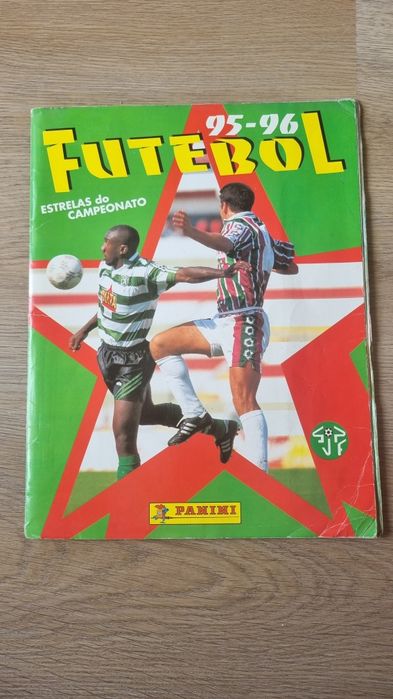 95-96
FUTEBOL
ESTRELAS do
CAMPEONATO
PANINI